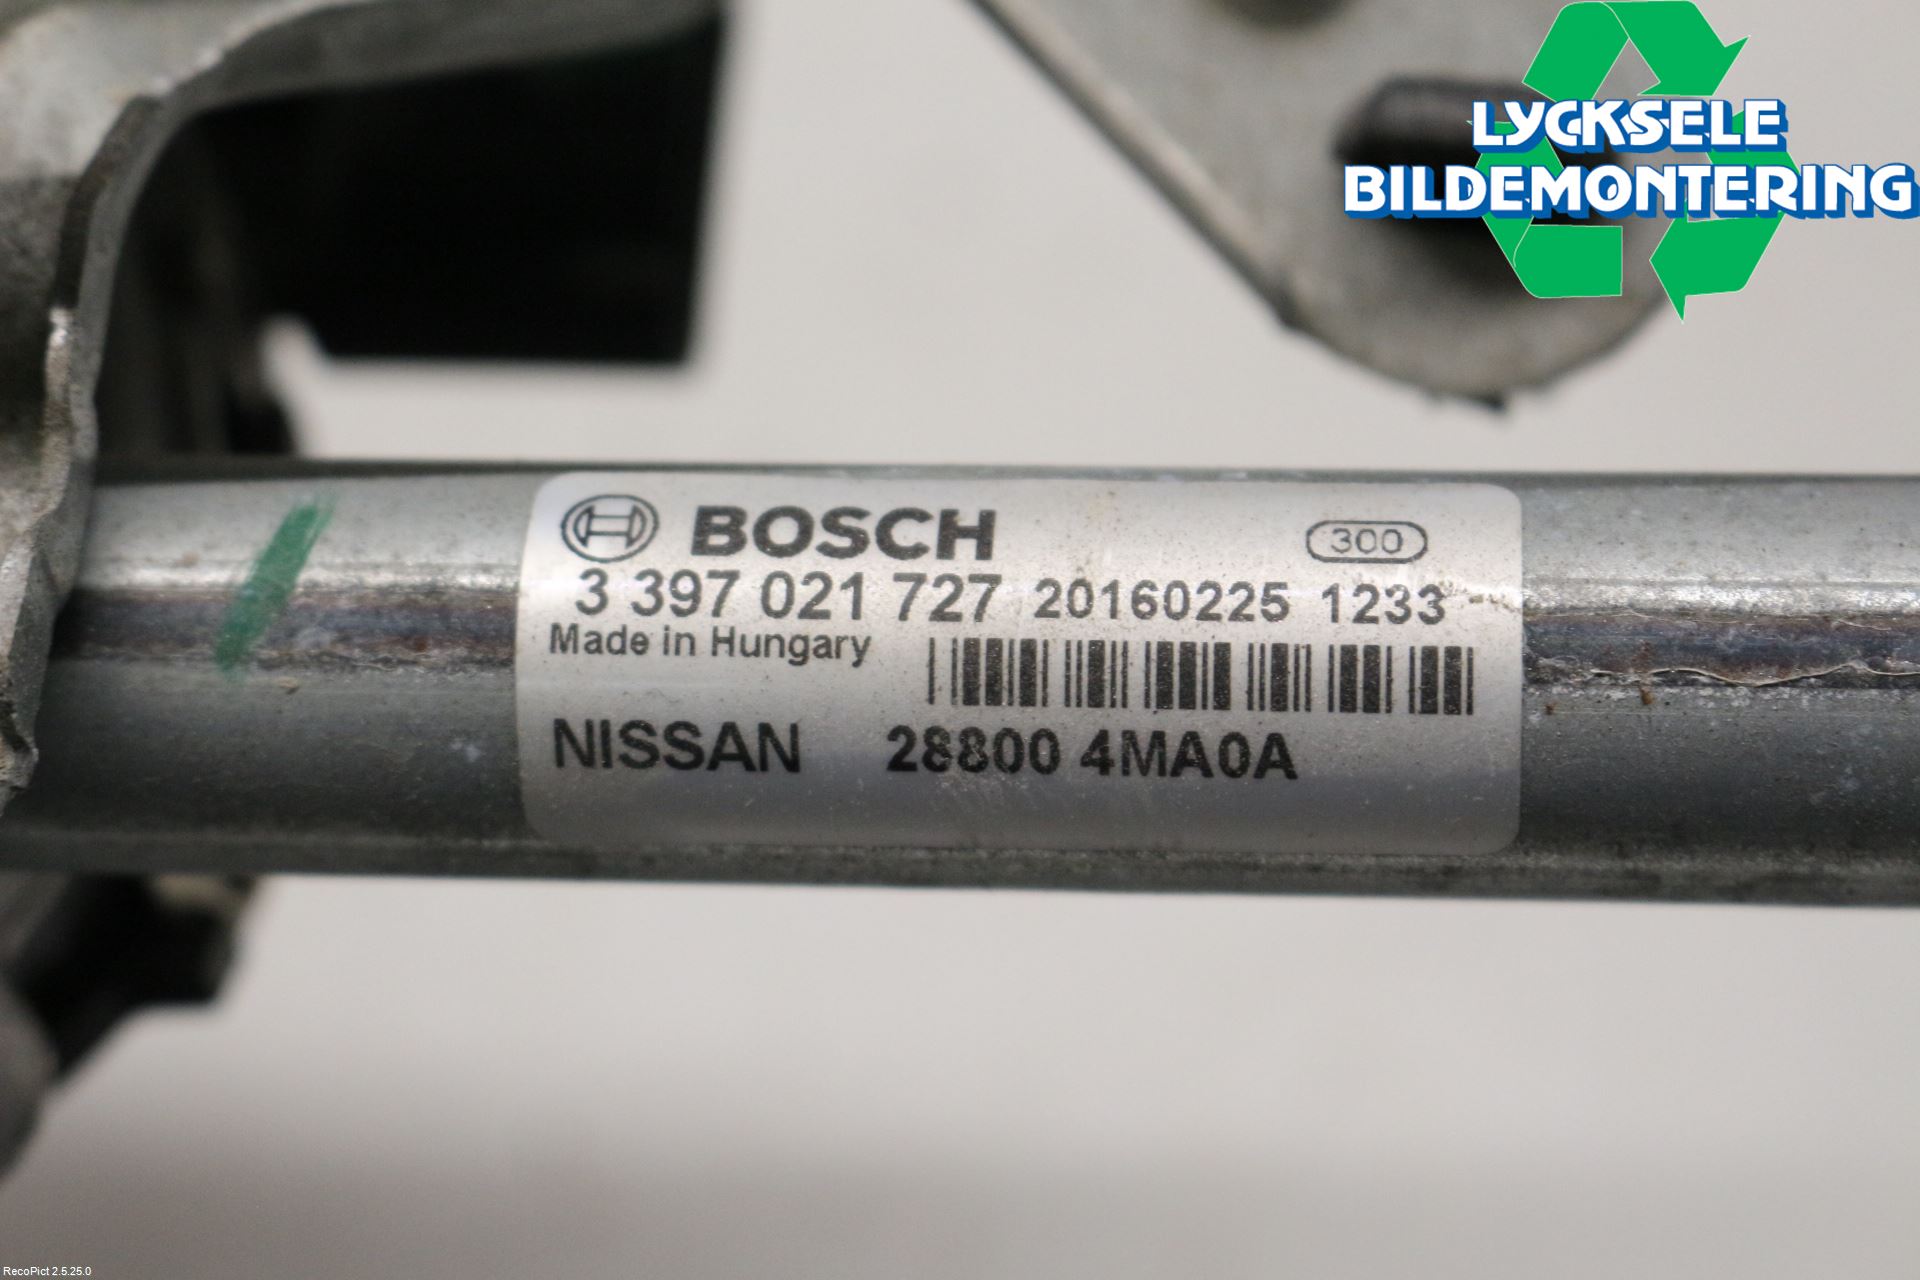 LYCKSELE
BILDEMONTERING
BOSCH 300
3 397 021 727 20160225 1233
Made in Hungary
NISSAN 28800 4MA0A
RecoPict 2.5.25.0